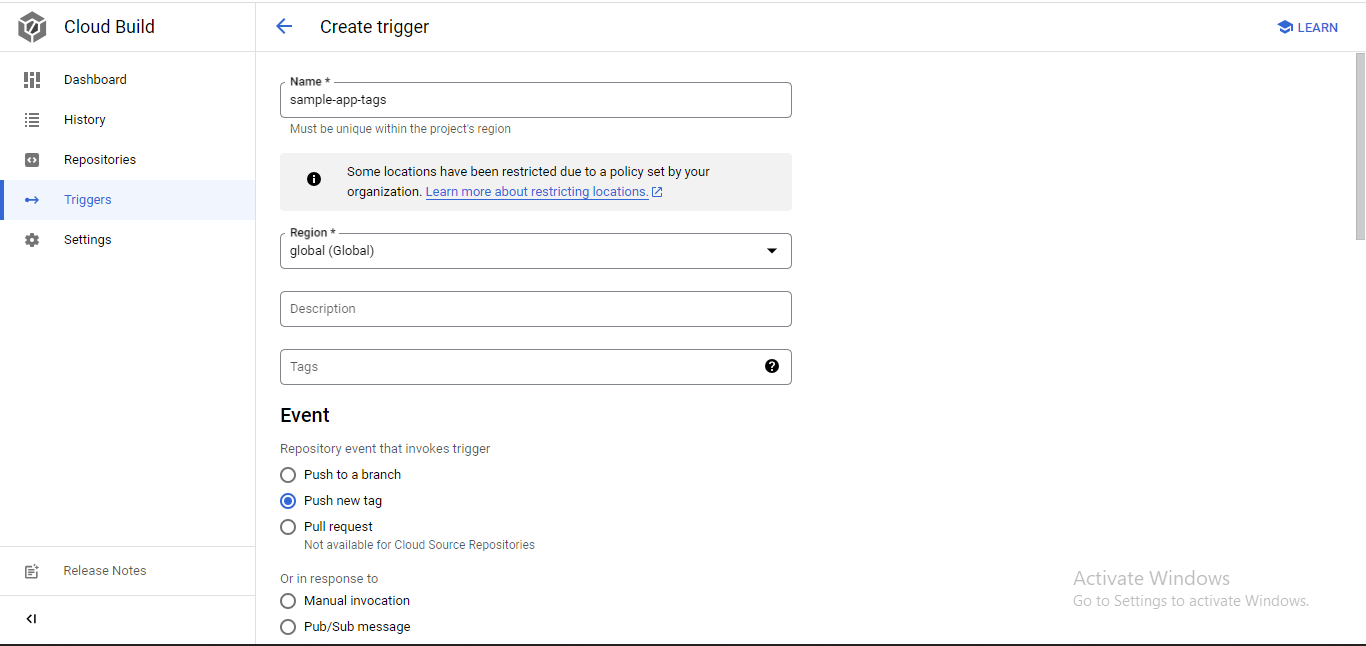 Cloud Build
Create trigger
LEARN
Dashboard
History
Repositories
Triggers
Settings
Release Notes
Name *
sample-app-tags
Must be unique within the project's region
Some locations have been restricted due to a policy set by your
organization. Learn more about restricting locations.
Region *
global (Global)
Description
Tags
Event
Repository event that invokes trigger
Push to a branch
Push new tag
Pull request
Not available for Cloud Source Repositories
Or in response to
Manual invocation
Pub/Sub message
Activate Windows
Go to Settings to activate Windows.